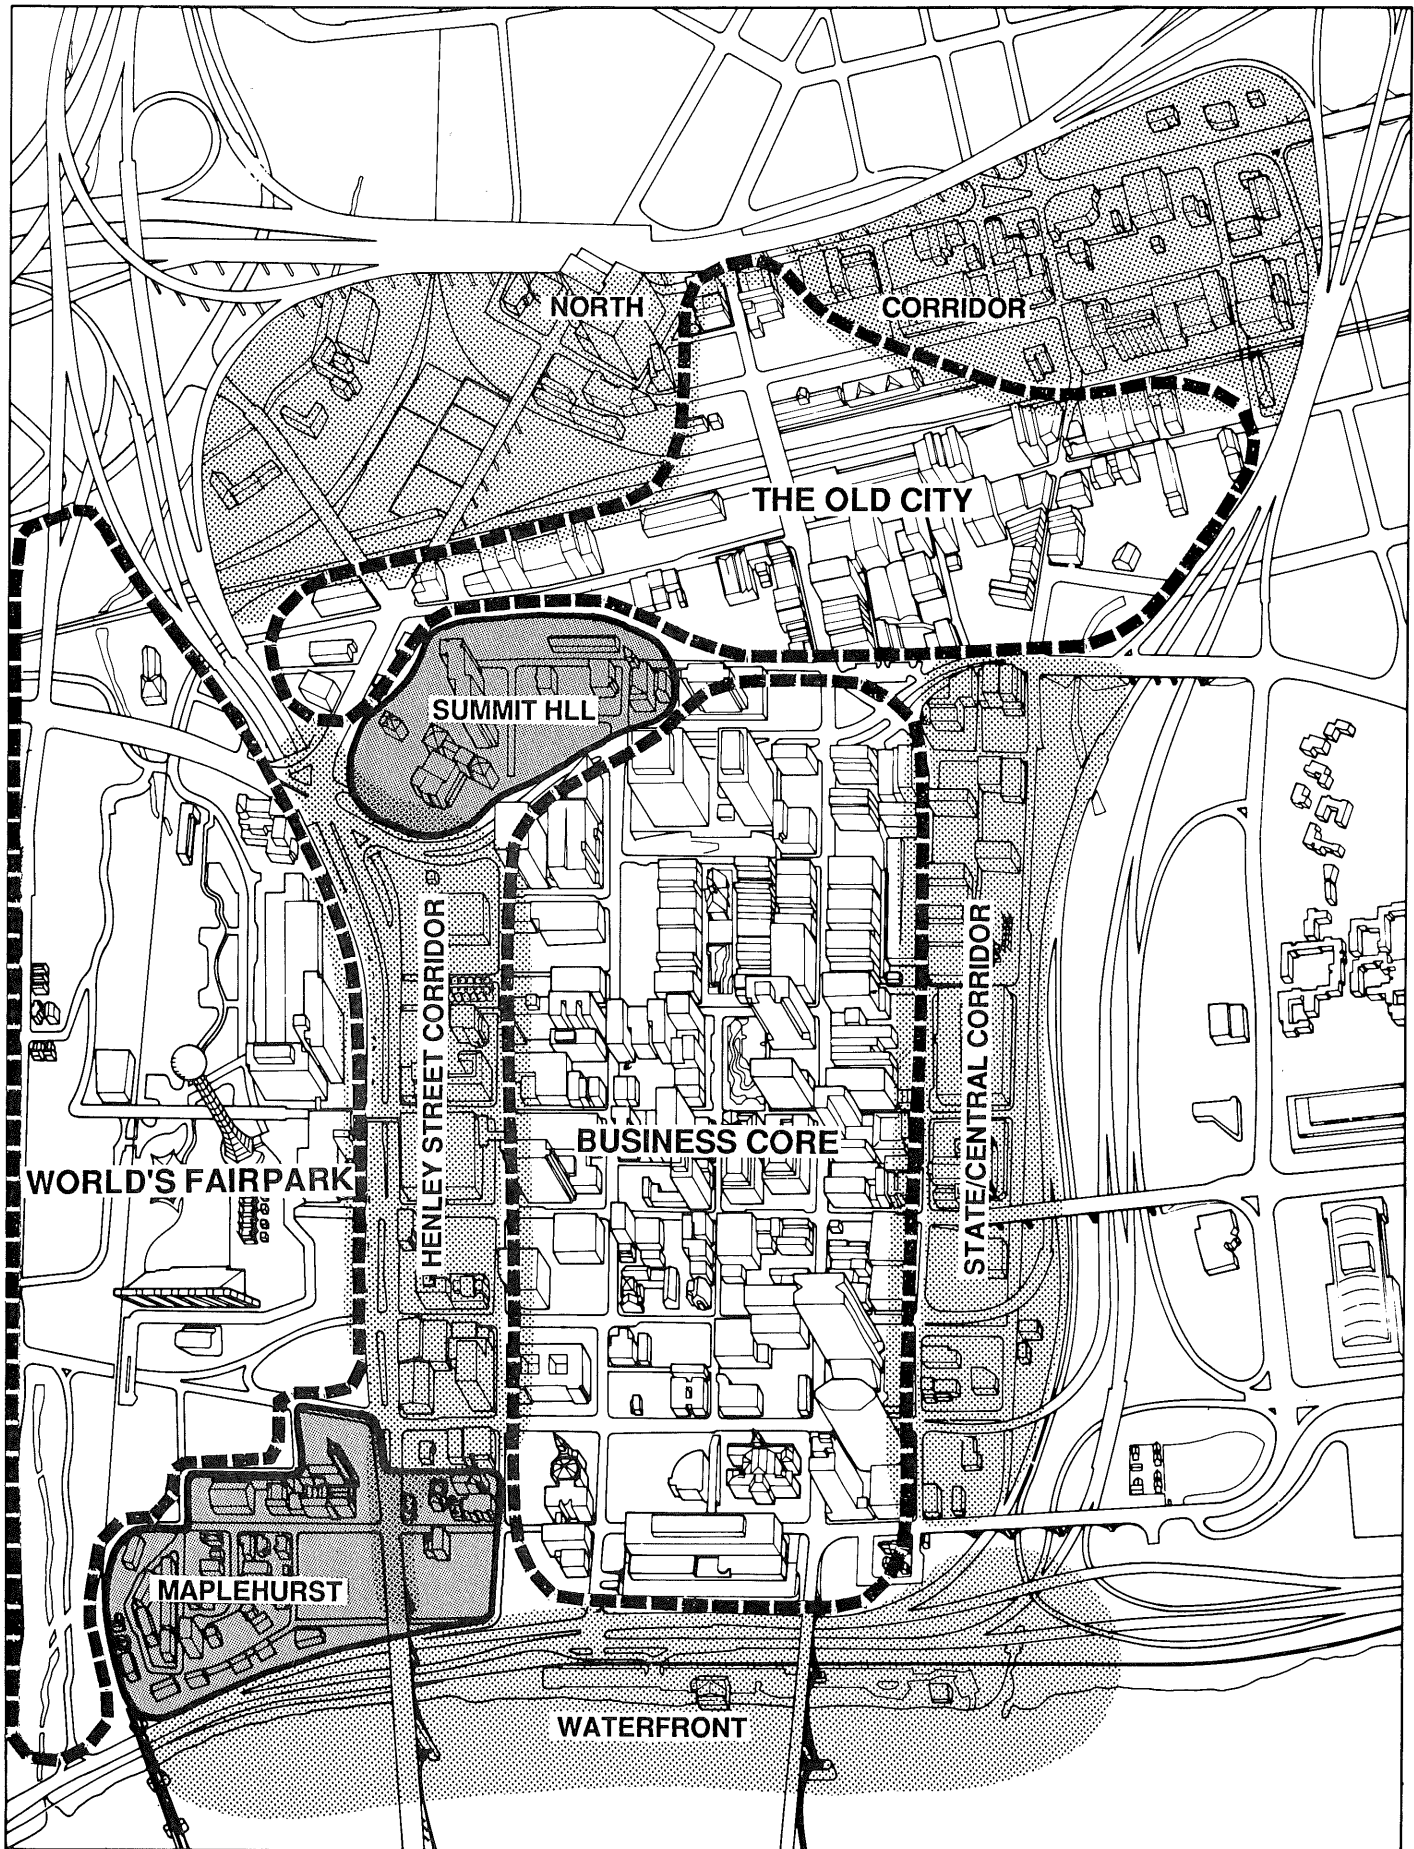 NORTH
CORRIDOR
THE OLD CITY
SUMMIT HLL
HENLEY STREET CORRIDOR
STATE/CENTRAL CORRIDOR
BUSINESS CORE
WORLD'S FAIRPARK
MAPLEHURST
WATERFRONT